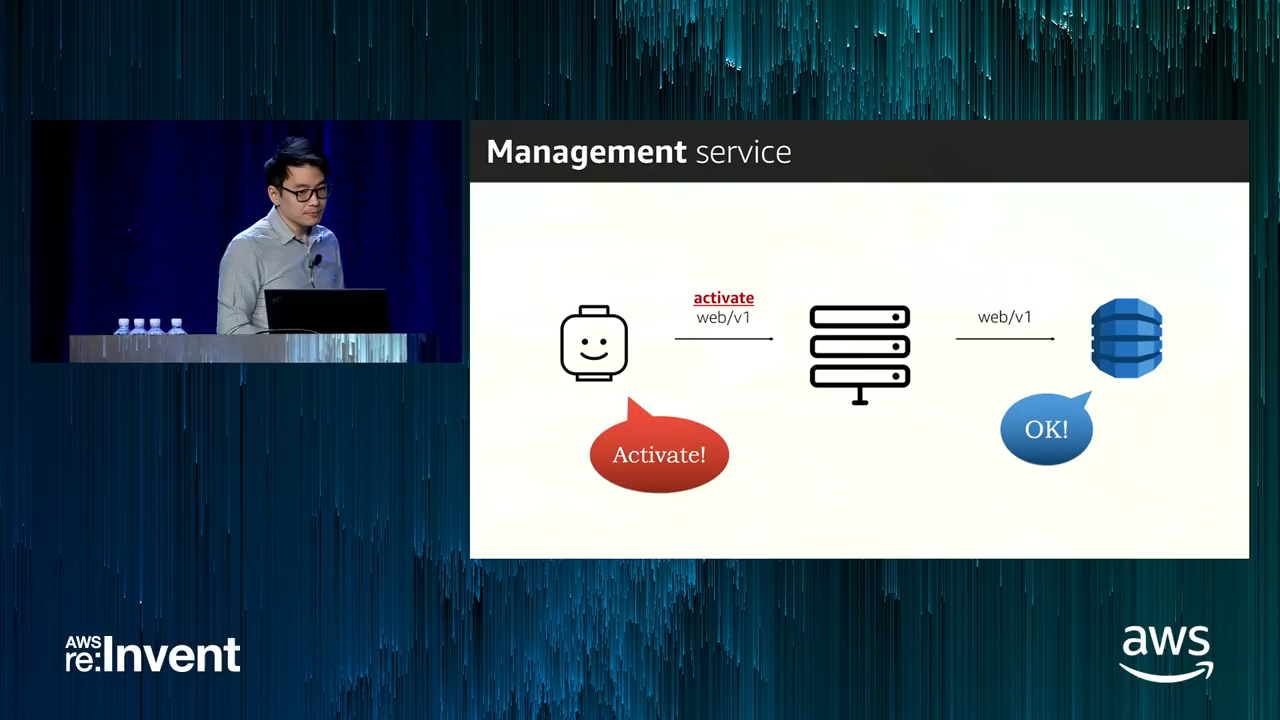 Management service
activate
web/v1
web/v1
Activate!
OK!
AWS
re:Invent
aws